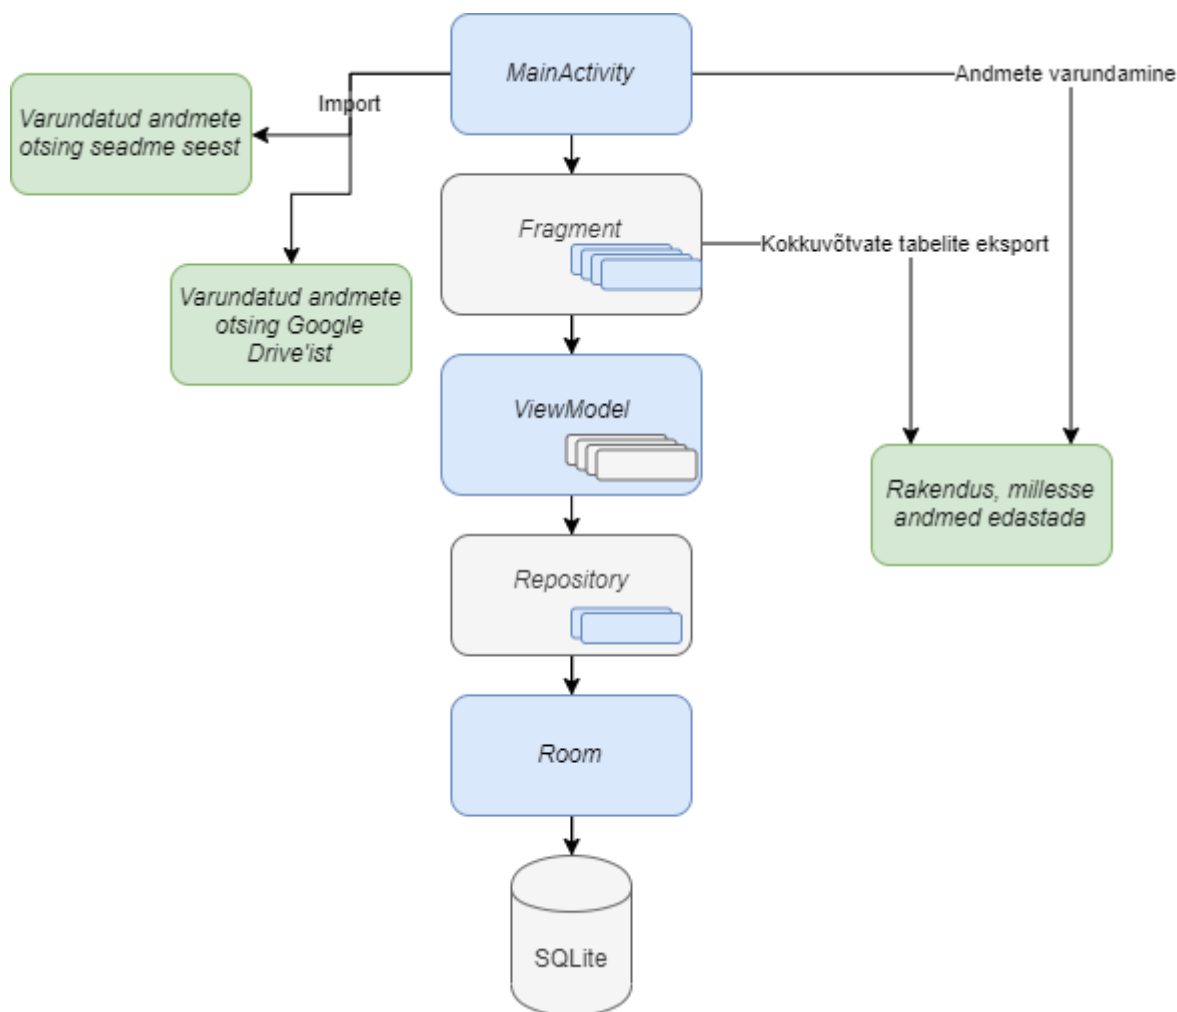 MainActivity
Andmete varundamine
Import
Varundatud andmete
otsing seadme seest
Fragment
Kokkuvõtvate tabelite eksport
Varundatud andmete
otsing Google
Drive'ist
ViewModel
Rakendus, millesse
andmed edastada
Repository
Room
SQLite